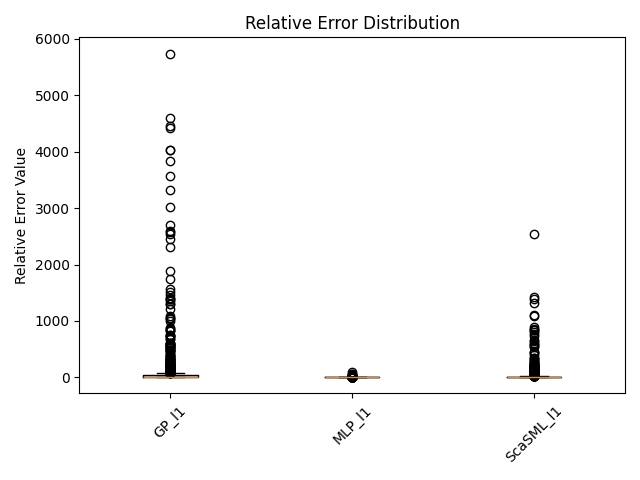 Relative Error Distribution
Relative Error Value
6000
5000
4000
3000
2000
1000
0
GP_l1
MLP_l1
ScaSML_l1